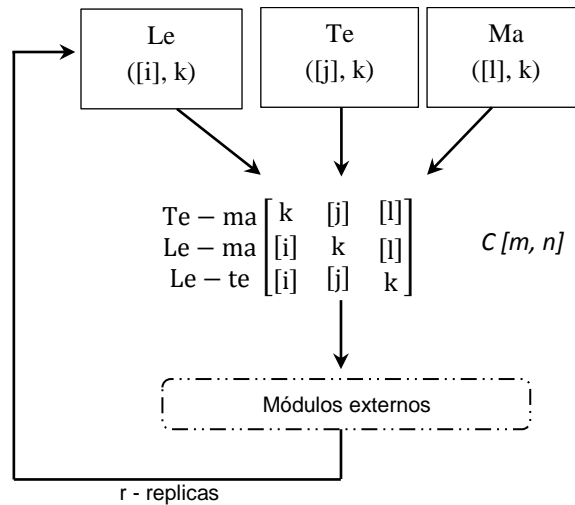 Le
([i], k)
Te
([j], k)
Ma
([l], k)
Te – ma k [j] [l]
Le – ma [i] k [l]
Le – te [i] [j] k
C [m, n]
Módulos externos
r - replicas